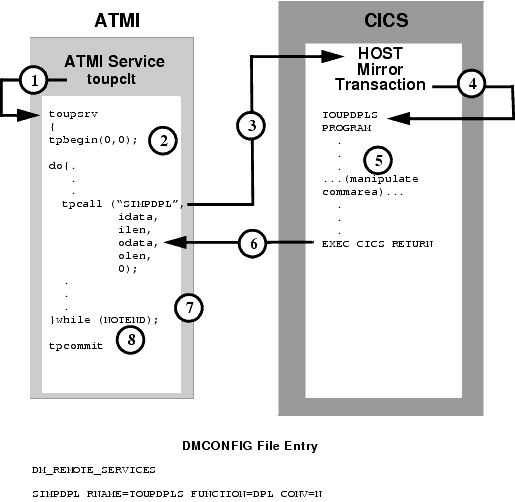 ATMI
ATMI Service
toupclt
1
toupsrv
{
tpbegin(0,0);
2
do{.
.
.
tpcall ("SIMPDPL",
idata,
ilen,
odata,
olen,
0);
.
.
.
7
}while (NOTEND);
tpcommit
8
3
6
CICS
HOST
Mirror
Transaction
4
TOUPDPLS
PROGRAM
.
.
.
5
...(manipulate
commarea)...
.
.
.
EXEC CICS RETURN
DMCONFIG File Entry
DM_REMOTE_SERVICES
SIMPDPL RNAME=TOUPDPLS FUNCTION=DPL CONV=N